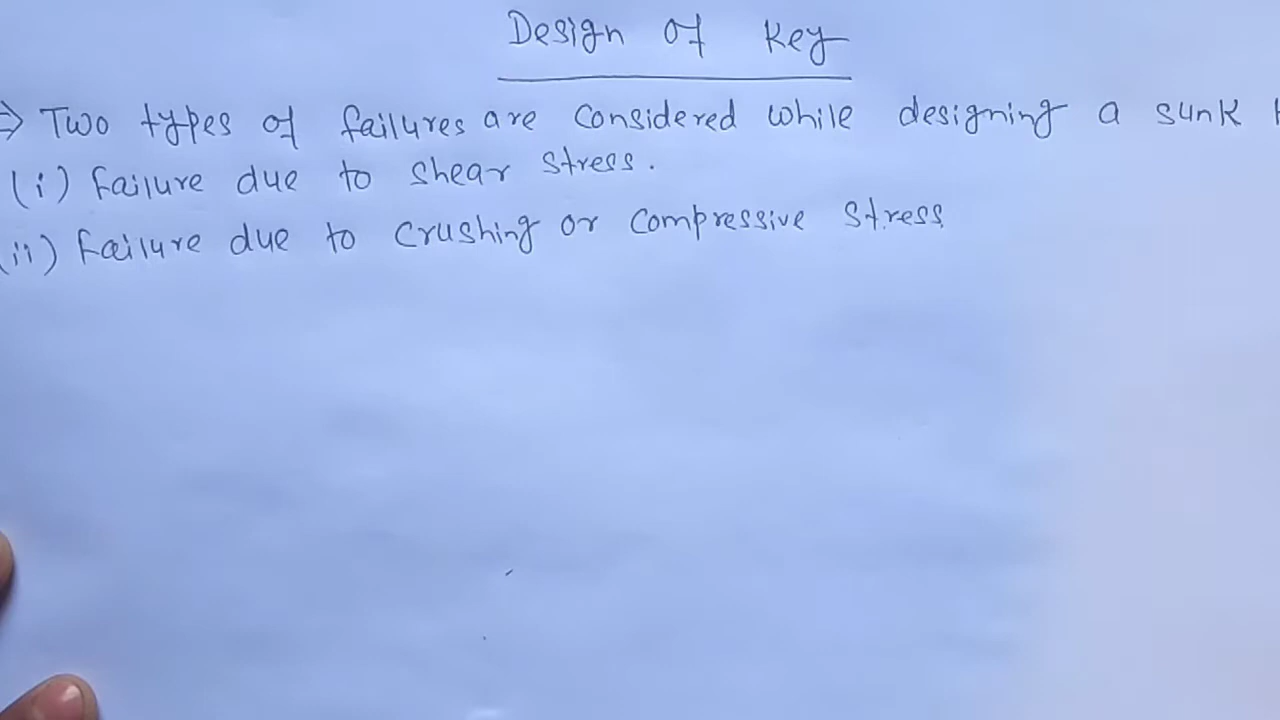 Design of Key
⇒ Two types of failures are considered while designing a sunk
(i) Failure due to shear stress.
(ii) Failure due to crushing or compressive stress